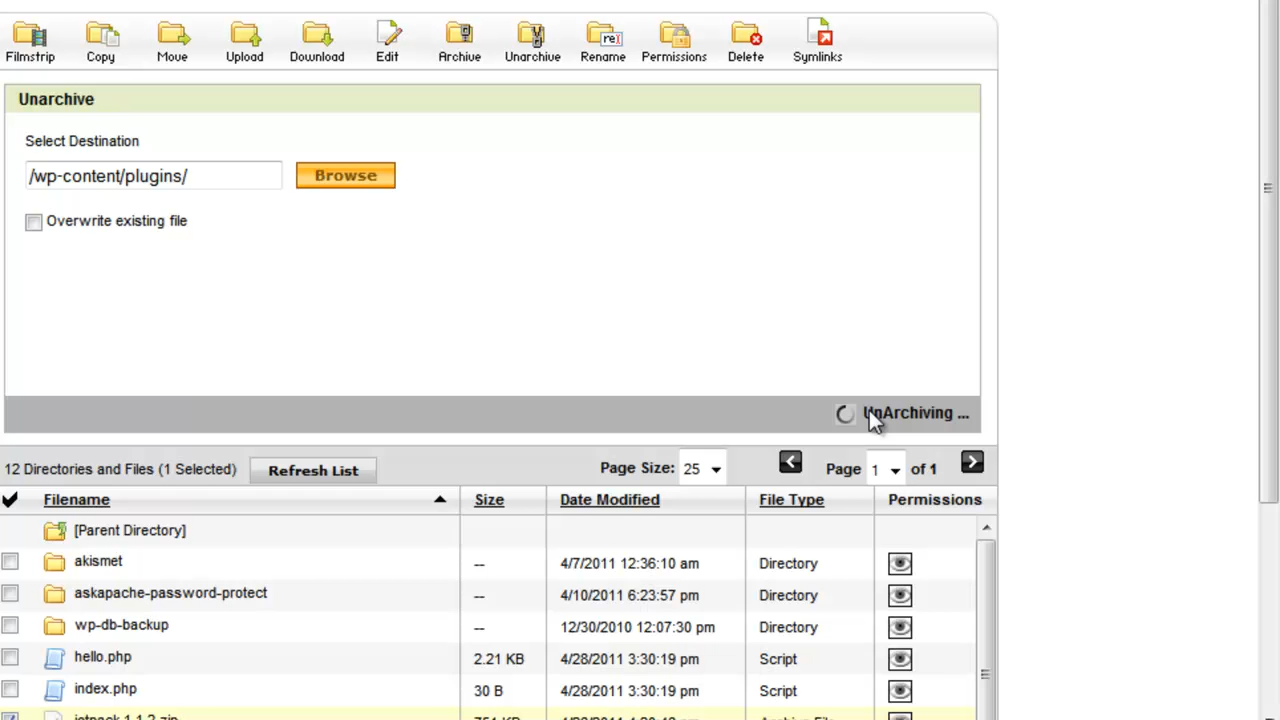 Filmstrip Copy Move Upload Download Edit Archive Unarchive Rename Permissions Delete Symlinks
Unarchive
Select Destination
/wp-content/plugins/ Browse
Overwrite existing file
UnArchiving ...
12 Directories and Files (1 Selected) Refresh List Page Size: 25 Page 1 of 1
Filename Size Date Modified File Type Permissions
[Parent Directory]
akismet -- 4/7/2011 12:36:10 am Directory
askapache-password-protect -- 4/10/2011 6:23:57 pm Directory
wp-db-backup -- 12/30/2010 12:07:30 pm Directory
hello.php 2.21 KB 4/28/2011 3:30:19 pm Script
index.php 30 B 4/28/2011 3:30:19 pm Script
jetpack.1.1.2.zip